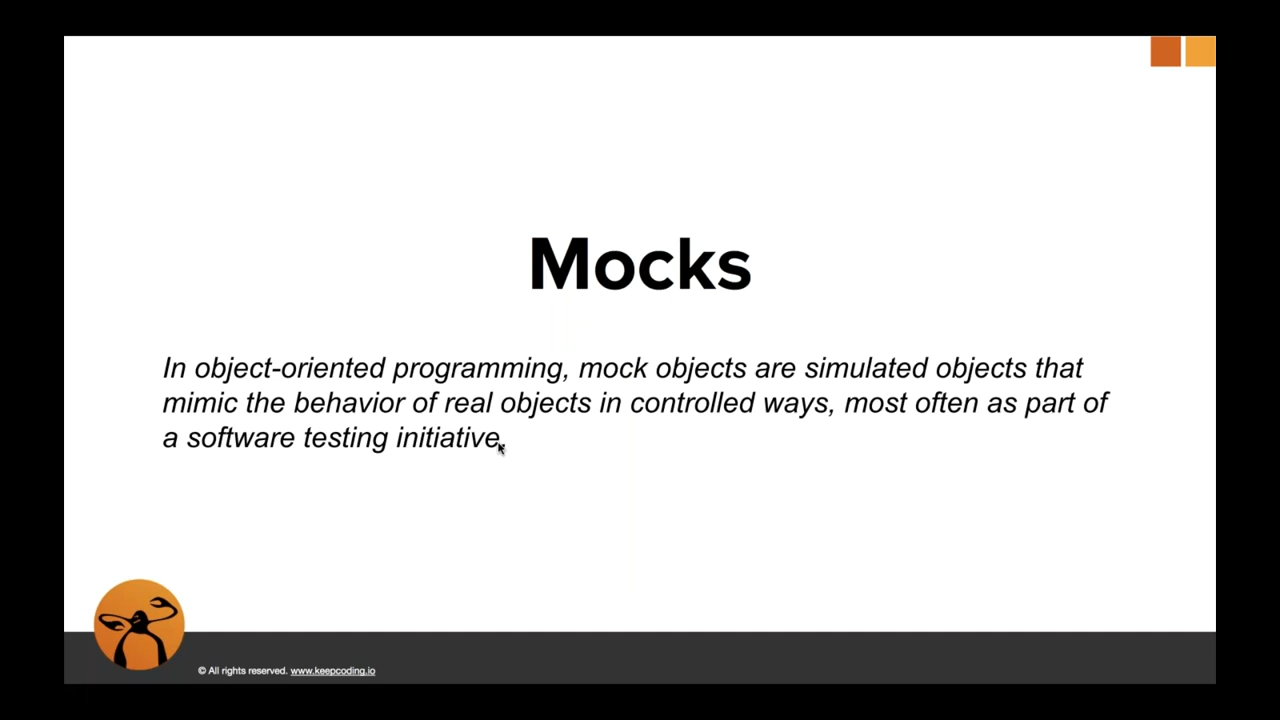 Mocks
In object-oriented programming, mock objects are simulated objects that
mimic the behavior of real objects in controlled ways, most often as part of
a software testing initiative.
© All rights reserved. www.keepcoding.io